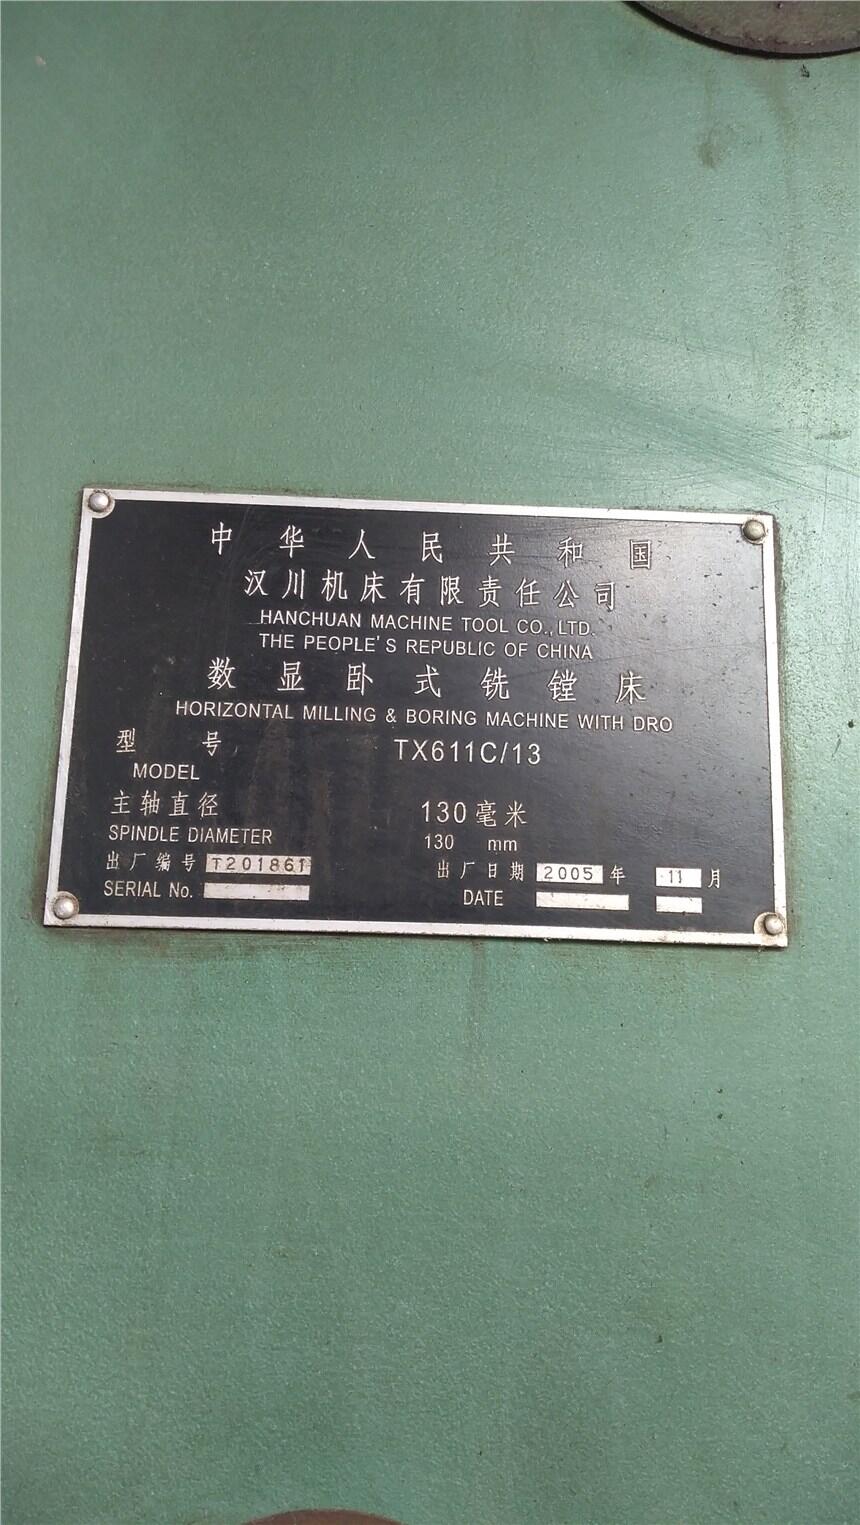 中华人民共和国
汉川机床有限责任公司
HANCHUAN MACHINE TOOL CO.,LTD.
THE PEOPLE'S REPUBLIC OF CHINA
数显卧式铣镗床
HORIZONTAL MILLING & BORING MACHINE WITH DRO
型号 TX611C/13
MODEL
主轴直径 130毫米
SPINDLE DIAMETER 130 mm
出厂编号 T201861 出厂日期 2005 年 11 月
SERIAL No. DATE